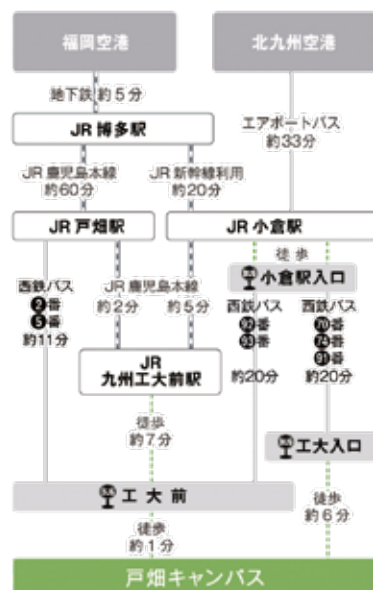 福岡空港
北九州空港
地下鉄 約5分
JR 博多駅
エアポートバス
約33分
JR 鹿児島本線
約60分
JR 新幹線利用
約20分
JR 戸畑駅
JR 小倉駅
徒歩
小倉駅入口
西鉄バス
2番
5番
約11分
JR 鹿児島本線
約2分
約5分
西鉄バス
92番
93番
約20分
西鉄バス
70番
74番
91番
約20分
JR
九州工大前駅
徒歩
約7分
工大入口
工大前
徒歩
約6分
徒歩
約1分
戸畑キャンパス